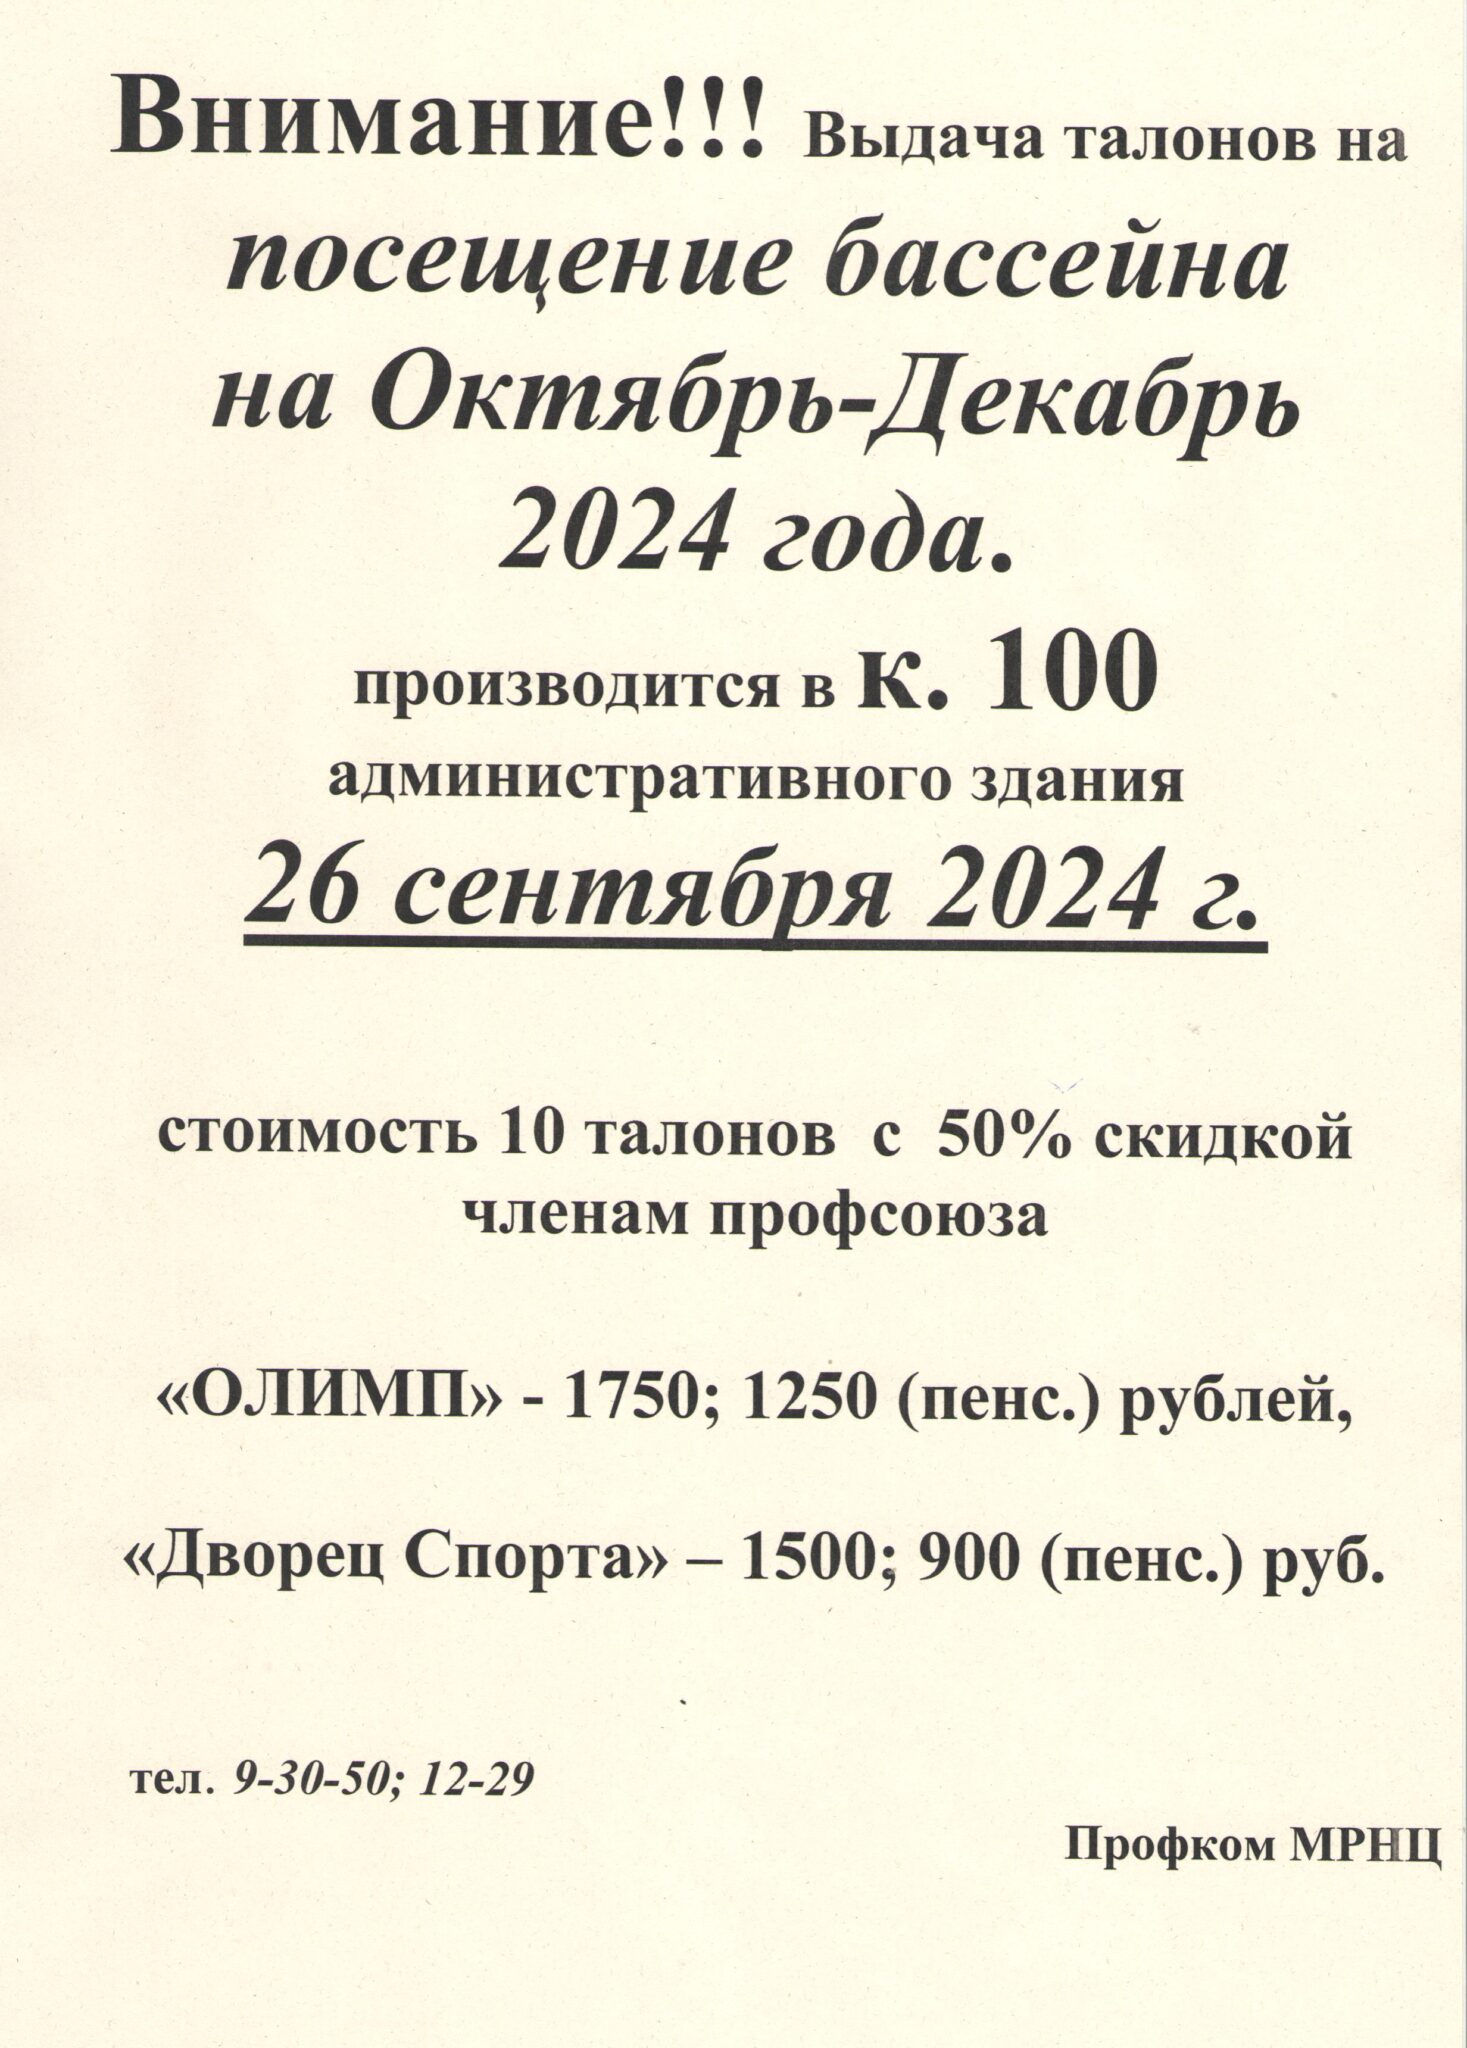 Внимание!!! Выдача талонов на
посещение бассейна
на Октябрь-Декабрь
2024 года.
производится в к. 100
административного здания
26 сентября 2024 г.
стоимость 10 талонов с 50% скидкой
членам профсоюза
«ОЛИМП» - 1750; 1250 (пенс.) рублей,
«Дворец Спорта» – 1500; 900 (пенс.) руб.
тел. 9-30-50; 12-29
Профком МРНЦ